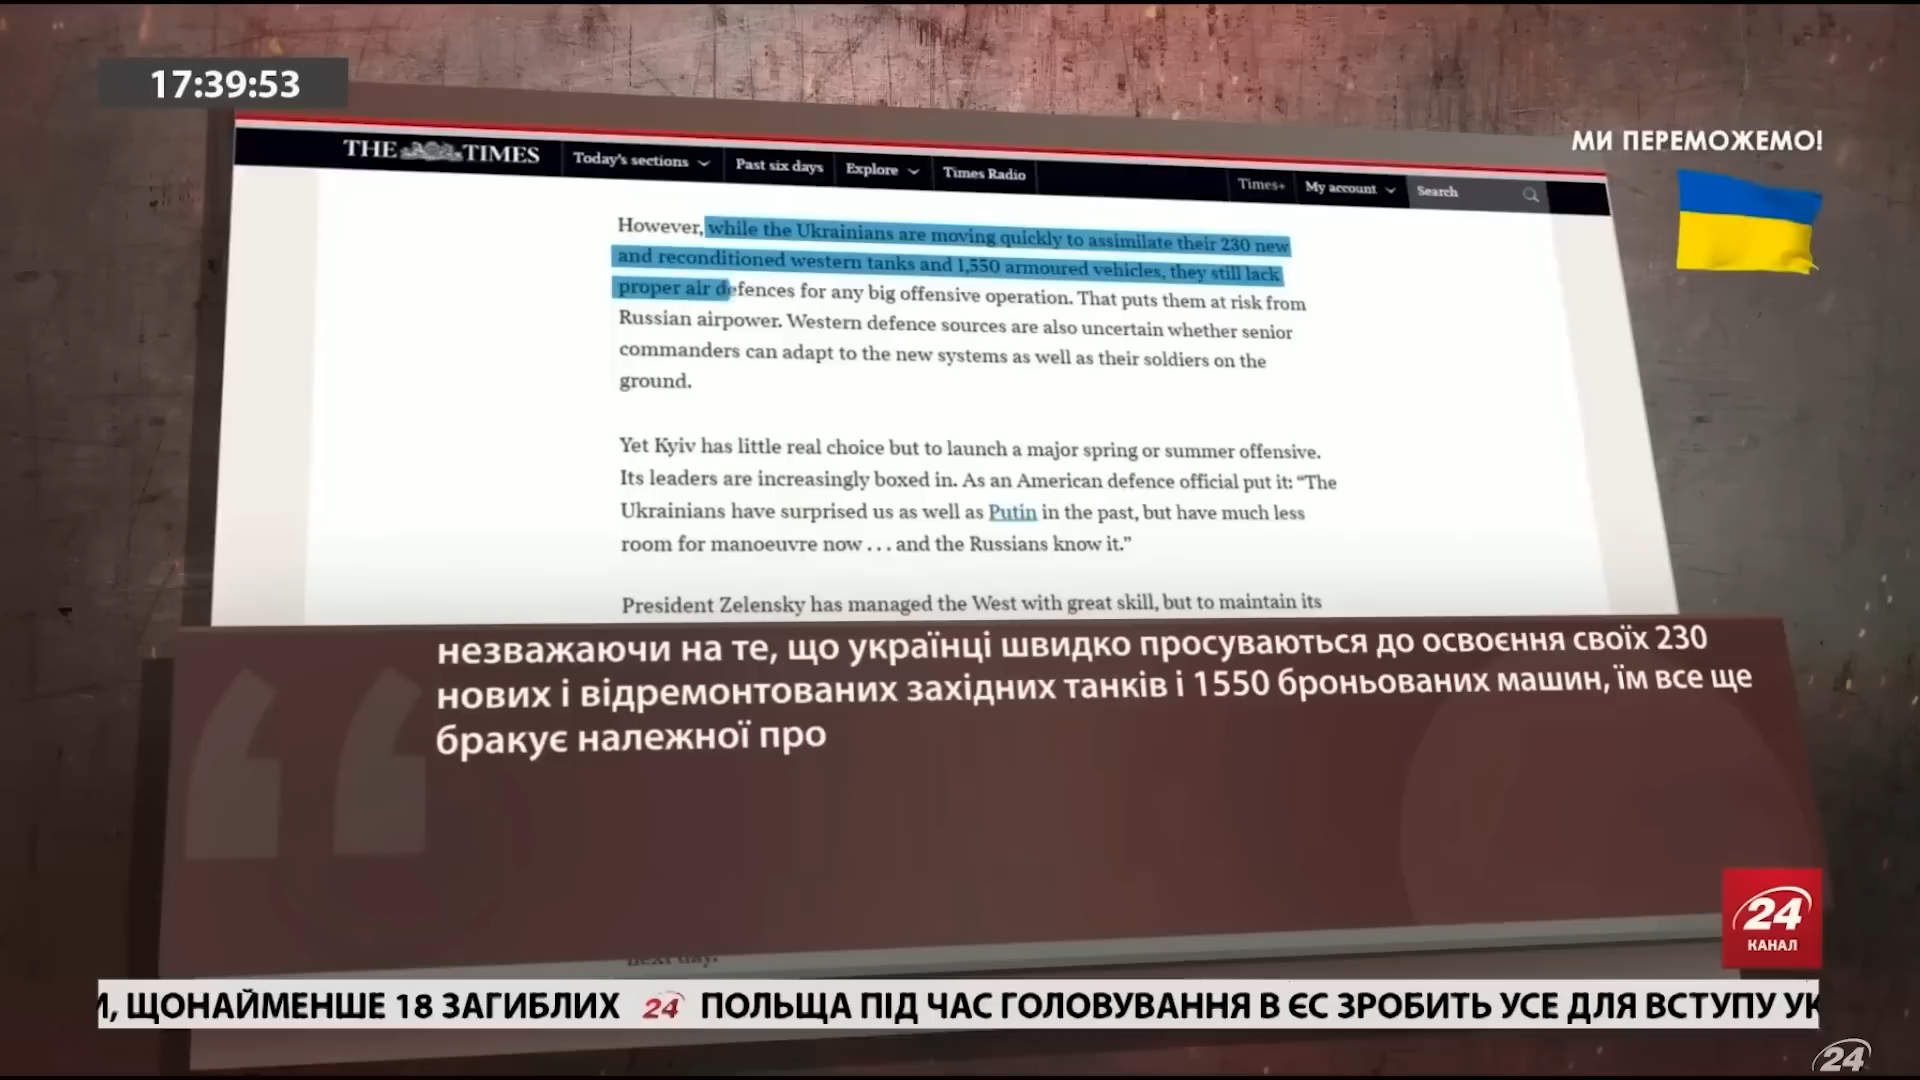 17:39:53
МИ ПЕРЕМОЖЕМО!
THE TIMES Today's sections Past six days Explore Times Radio Times+ My account Search
However, while the Ukrainians are moving quickly to assimilate their 230 new
and reconditioned western tanks and 1,550 armoured vehicles, they still lack
proper air defences for any big offensive operation. That puts them at risk from
Russian airpower. Western defence sources are also uncertain whether senior
commanders can adapt to the new systems as well as their soldiers on the
ground.
Yet Kyiv has little real choice but to launch a major spring or summer offensive.
Its leaders are increasingly boxed in. As an American defence official put it: “The
Ukrainians have surprised us as well as Putin in the past, but have much less
room for manoeuvre now . . . and the Russians know it.”
President Zelensky has managed the West with great skill, but to maintain its
незважаючи на те, що українці швидко просуваються до освоєння своїх 230
нових і відремонтованих західних танків і 1550 броньованих машин, їм все ще
бракує належної про
24
КАНАЛ
next day.
И, ЩОНАЙМЕНШЕ 18 ЗАГИБЛИХ 24 ПОЛЬЩА ПІД ЧАС ГОЛОВУВАННЯ В ЄС ЗРОБИТЬ УСЕ ДЛЯ ВСТУПУ УК
24